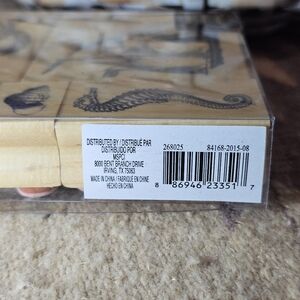 DISTRIBUTED BY / DISTRIBUÉ PAR
DISTRIBUIDO POR
MSPCI
8000 BENT BRANCH DRIVE
IRVING, TX 75063
MADE IN CHINA / FABRIQUÉ EN CHINE
HECHO EN CHINA
268025 84168-2015-08
8 86946 23351 7